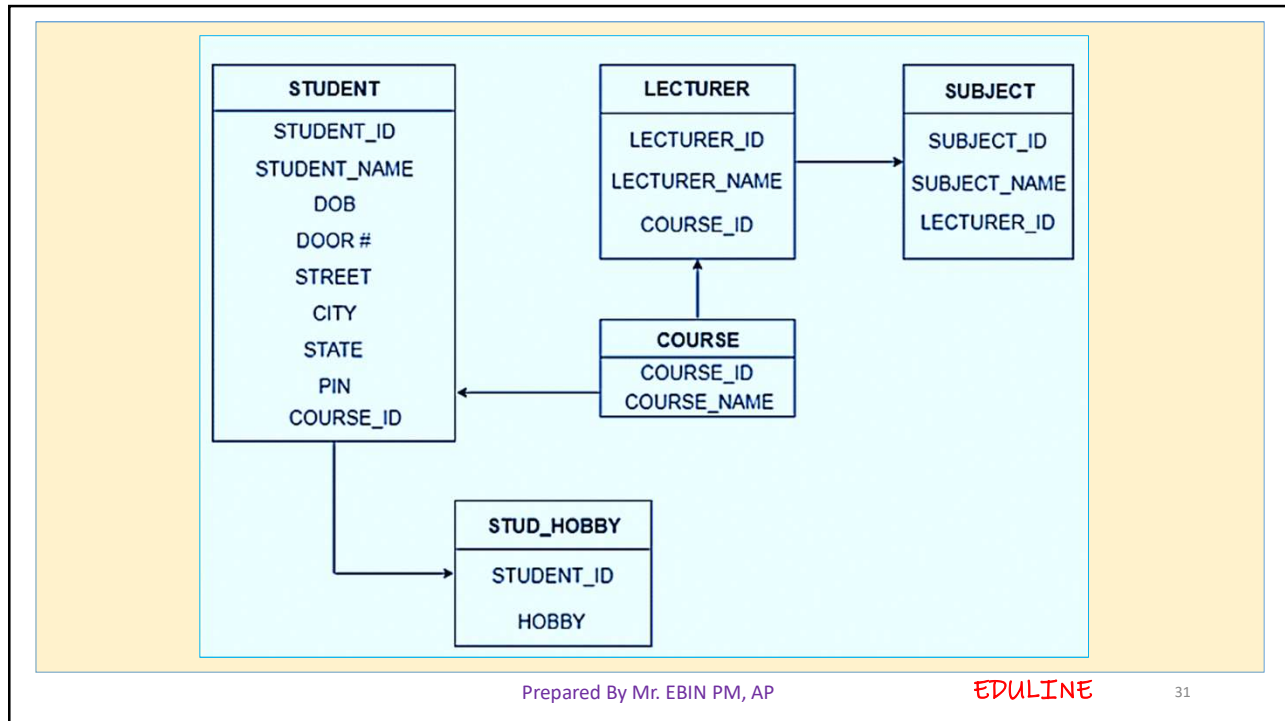 STUDENT
STUDENT_ID
STUDENT_NAME
DOB
DOOR #
STREET
CITY
STATE
PIN
COURSE_ID
LECTURER
LECTURER_ID
LECTURER_NAME
COURSE_ID
SUBJECT
SUBJECT_ID
SUBJECT_NAME
LECTURER_ID
COURSE
COURSE_ID
COURSE_NAME
STUD_HOBBY
STUDENT_ID
HOBBY
Prepared By Mr. EBIN PM, AP
EDULINE
31